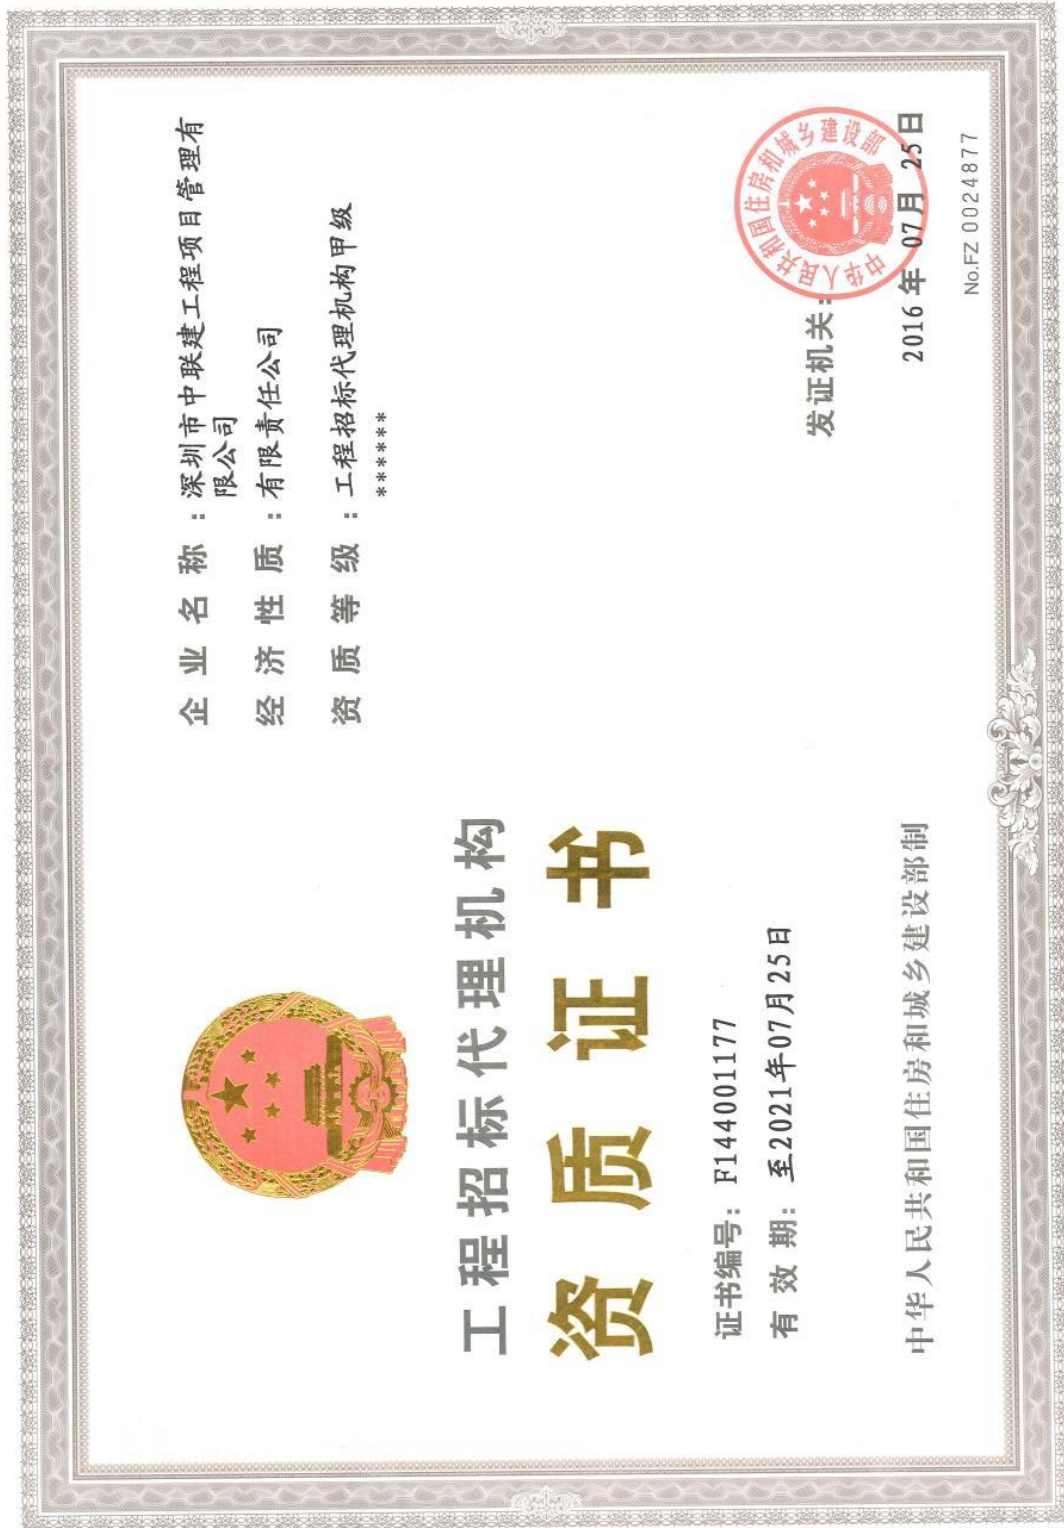 工程招标代理机构
资质证书
证书编号：F144001177
有效期：至2021年07月25日
中华人民共和国住房和城乡建设部制
企业名称：深圳市中联建工程项目管理有
限公司
经济性质：有限责任公司
资质等级：工程招标代理机构甲级
******
发证机关：
中华人民共和国住房和城乡建设部
2016年07月25日
No.FZ 0024877